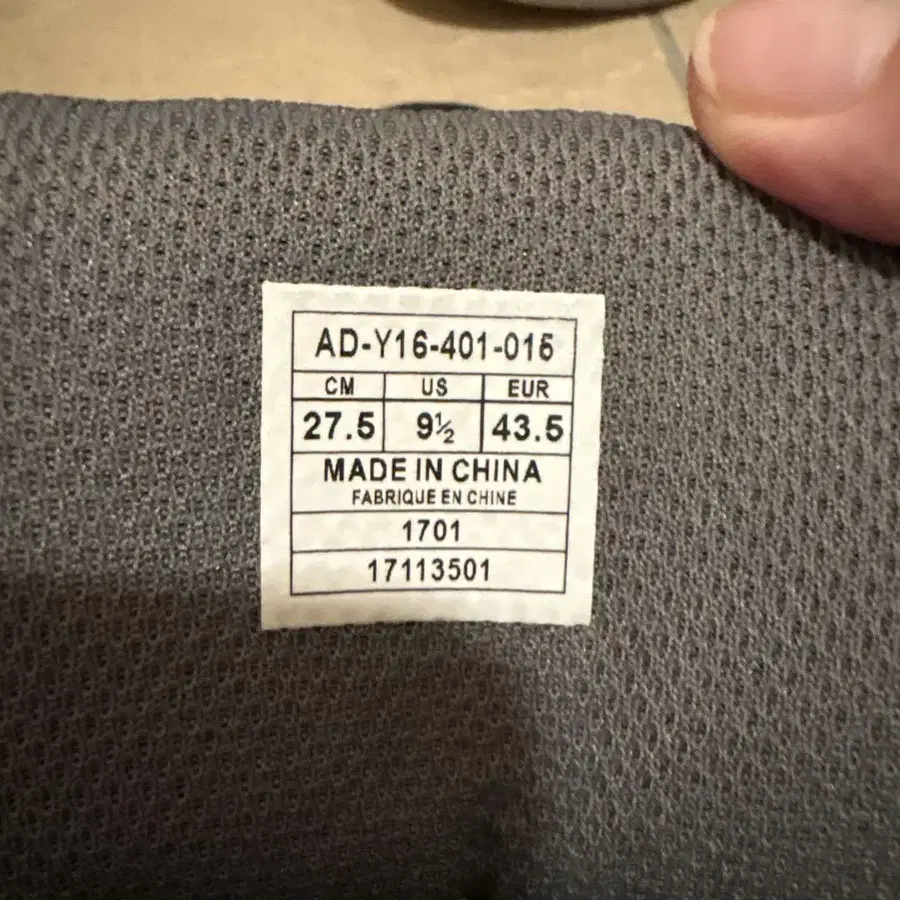 AD-Y16-401-015
CM US EUR
27.5 9½ 43.5
MADE IN CHINA
FABRIQUE EN CHINE
1701
17113501